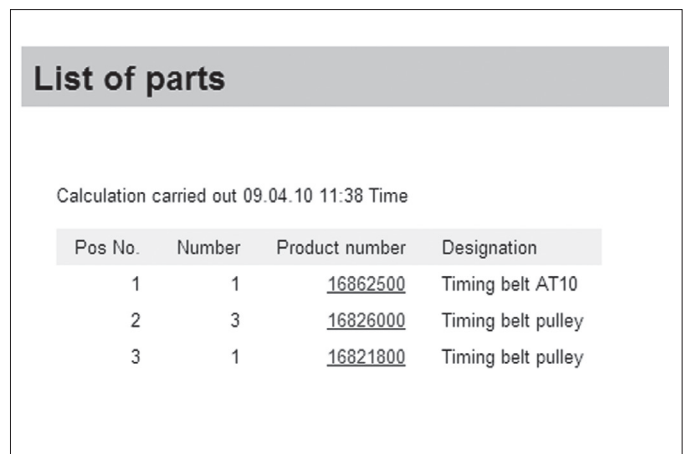 List of parts
Calculation carried out 09.04.10 11:38 Time
Pos No. Number Product number Designation
1 1 16862500 Timing belt AT10
2 3 16826000 Timing belt pulley
3 1 16821800 Timing belt pulley